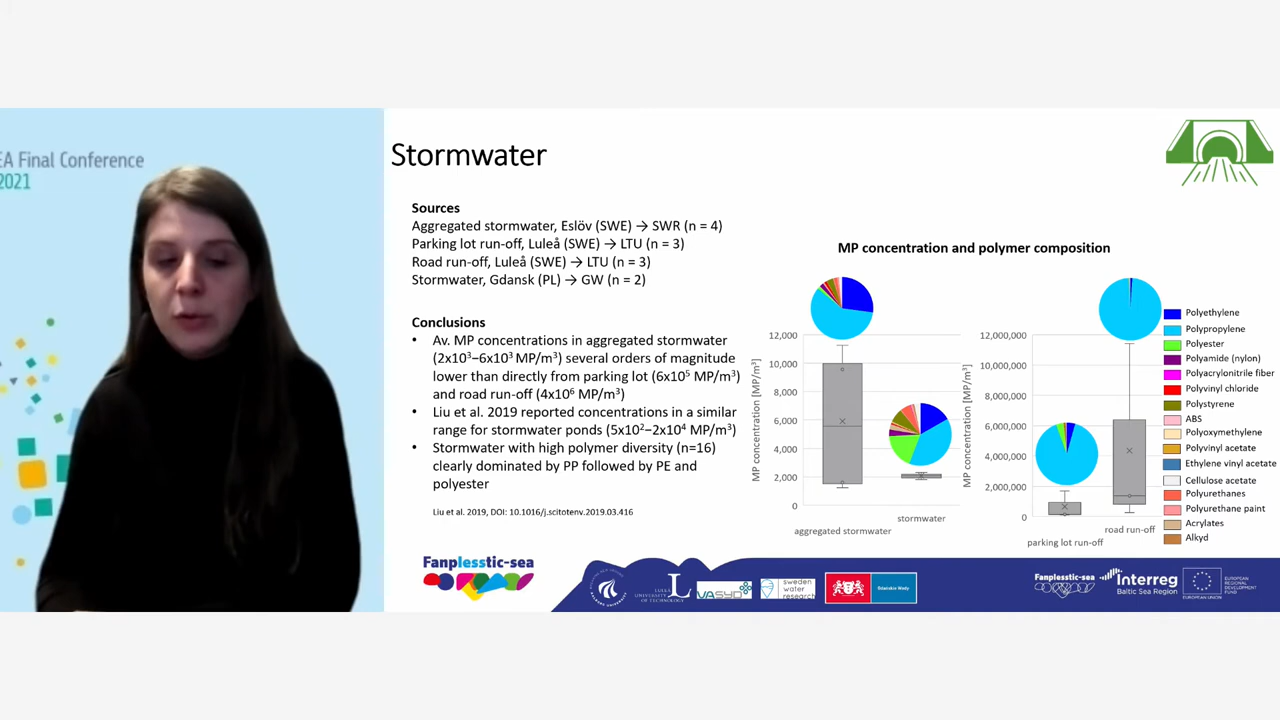 EA Final Conference
2021
Stormwater
Sources
Aggregated stormwater, Eslöv (SWE) → SWR (n = 4)
Parking lot run-off, Luleå (SWE) → LTU (n = 3)
Road run-off, Luleå (SWE) → LTU (n = 3)
Stormwater, Gdansk (PL) → GW (n = 2)
Conclusions
• Av. MP concentrations in aggregated stormwater
(2x10³–6x10³ MP/m³) several orders of magnitude
lower than directly from parking lot (6x10⁵ MP/m³)
and road run-off (4x10⁶ MP/m³)
• Liu et al. 2019 reported concentrations in a similar
range for stormwater ponds (5x10²–2x10⁴ MP/m³)
• Stormwater with high polymer diversity (n=16)
clearly dominated by PP followed by PE and
polyester
Liu et al. 2019, DOI: 10.1016/j.scitotenv.2019.03.416
MP concentration and polymer composition
MP concentration [MP/m³]
12,000
10,000
8,000
6,000
4,000
2,000
0
aggregated stormwater
stormwater
MP concentration [MP/m³]
12,000,000
10,000,000
8,000,000
6,000,000
4,000,000
2,000,000
0
parking lot run-off
road run-off
Polyethylene
Polypropylene
Polyester
Polyamide (nylon)
Polyacrylonitrile fiber
Polyvinyl chloride
Polystyrene
ABS
Polyoxymethylene
Polyvinyl acetate
Ethylene vinyl acetate
Cellulose acetate
Polyurethanes
Polyurethane paint
Acrylates
Alkyd
Fanplesstic-sea
LULEÅ
UNIVERSITY
OF TECHNOLOGY
VASYD
sweden
water
research
Gdańskie Wody
Fanplesstic-sea
Interreg
Baltic Sea Region
EUROPEAN UNION
EUROPEAN
REGIONAL
DEVELOPMENT
FUND